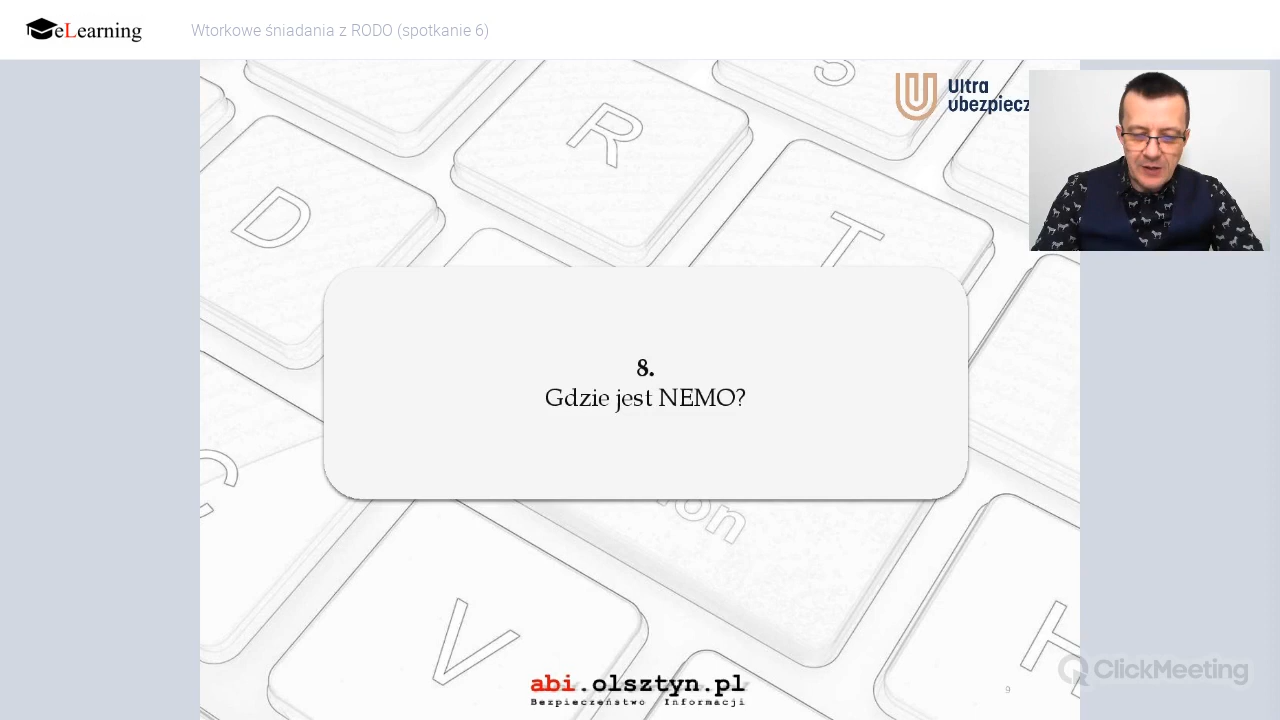 eLearning
Wtorkowe śniadania z RODO (spotkanie 6)
Ultra
ubezpiecz
S
R
D
T
8.
Gdzie jest NEMO?
C
on
V
H
abi.olsztyn.pl
Bezpieczeństwo Informacji
9
ClickMeeting